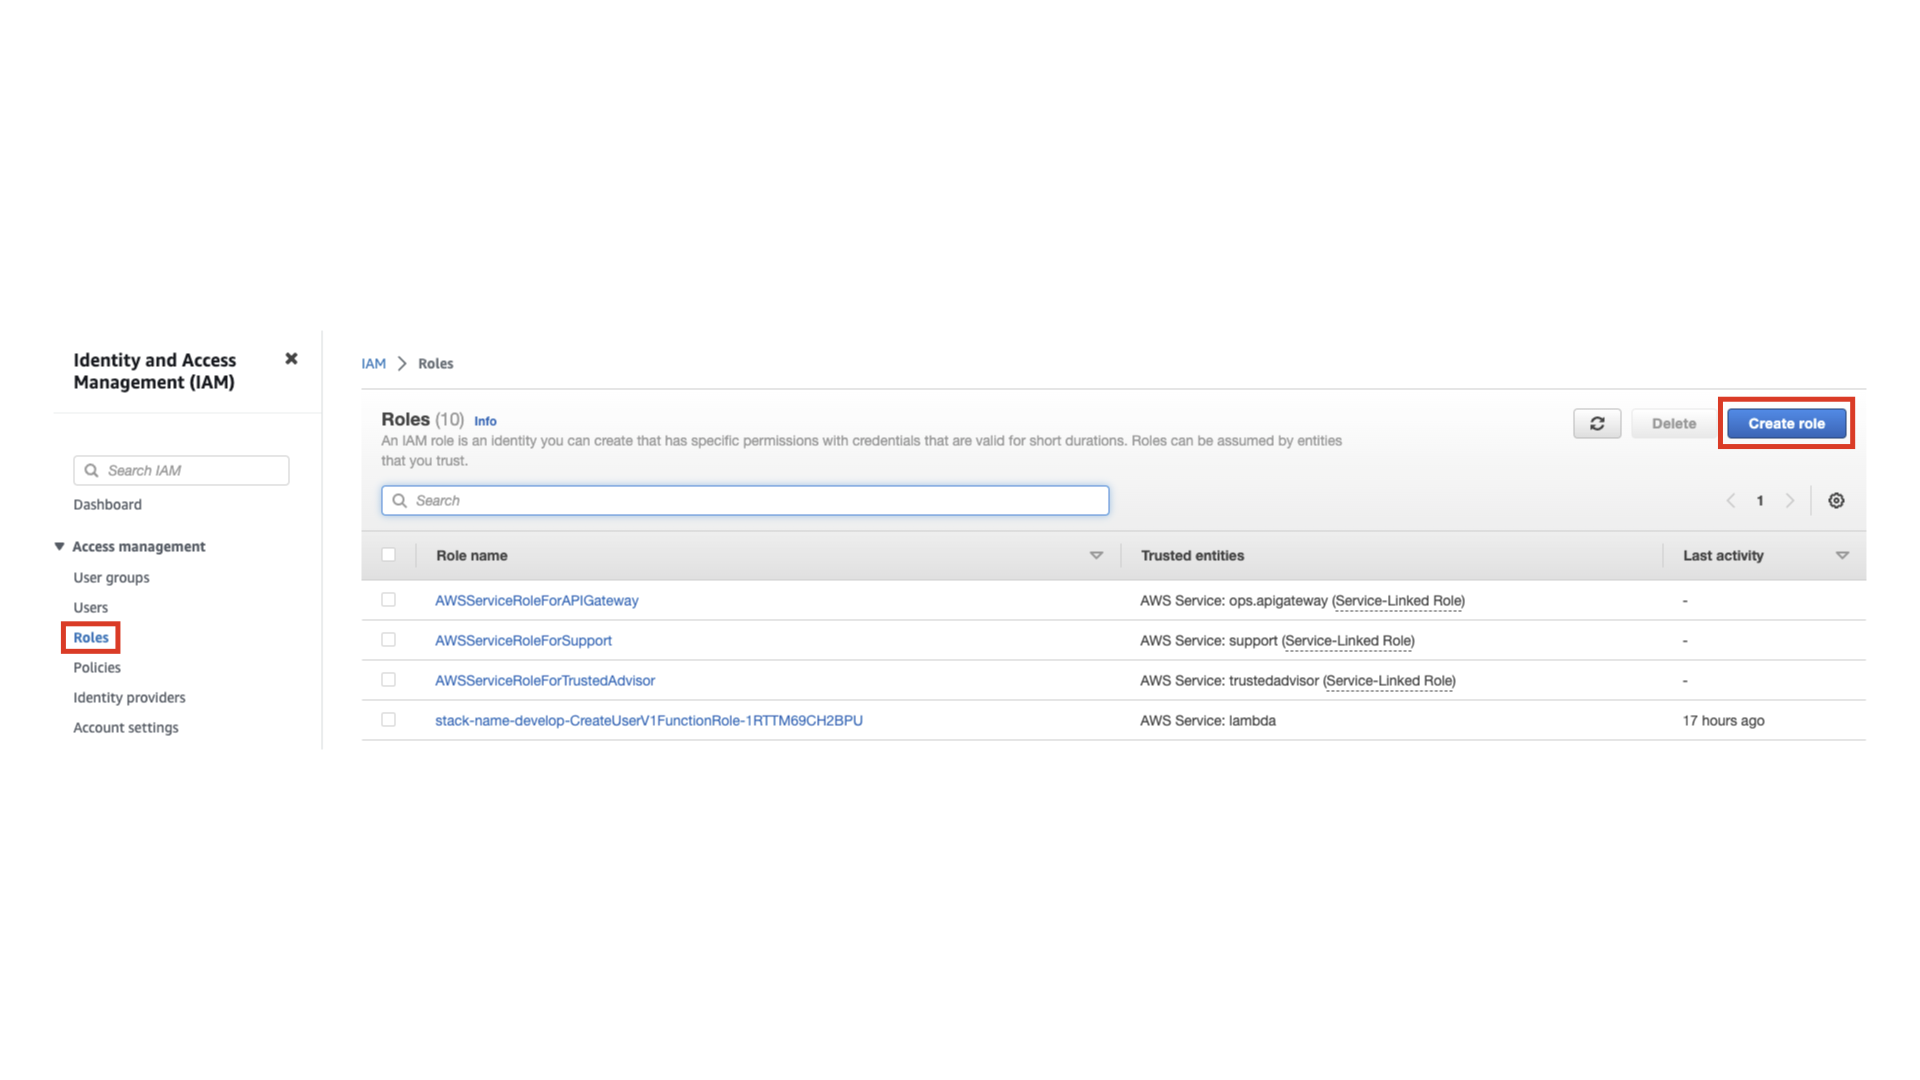 Identity and Access
Management (IAM)
Search IAM
Dashboard
Access management
User groups
Users
Roles
Policies
Identity providers
Account settings
IAM > Roles
Roles (10) Info
An IAM role is an identity you can create that has specific permissions with credentials that are valid for short durations. Roles can be assumed by entities
that you trust.
Delete
Create role
Search
1
Role name Trusted entities Last activity
AWSServiceRoleForAPIGateway AWS Service: ops.apigateway (Service-Linked Role) -
AWSServiceRoleForSupport AWS Service: support (Service-Linked Role) -
AWSServiceRoleForTrustedAdvisor AWS Service: trustedadvisor (Service-Linked Role) -
stack-name-develop-CreateUserV1FunctionRole-1RTTM69CH2BPU AWS Service: lambda 17 hours ago